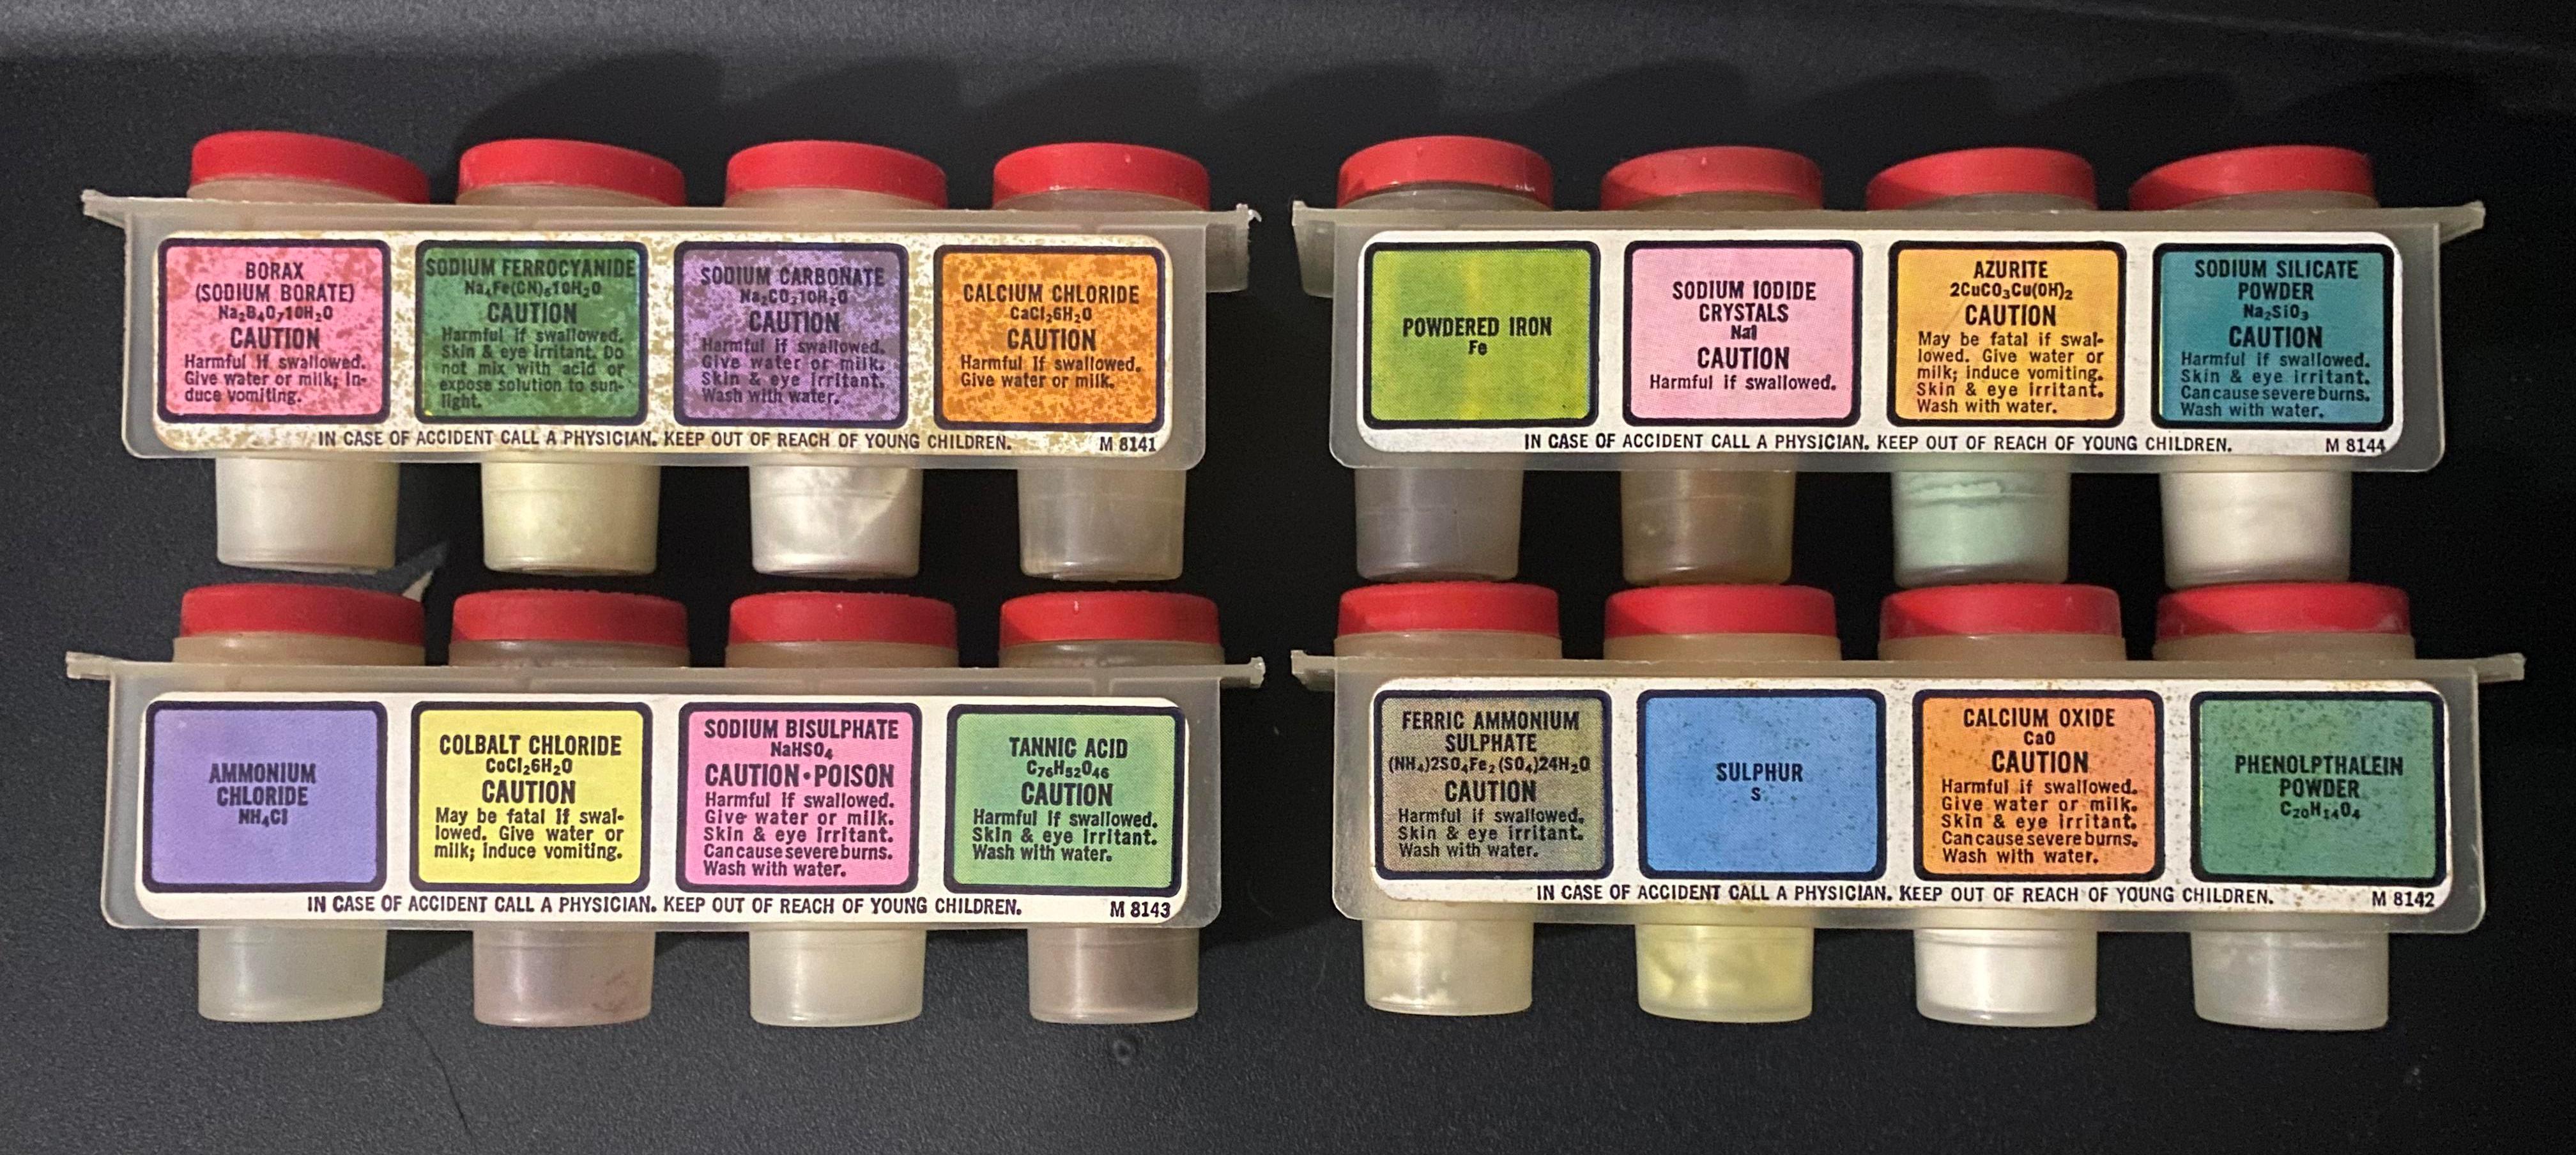 BORAX
(SODIUM BORATE)
Na₂B₄O₇10H₂O
CAUTION
Harmful if swallowed.
Give water or milk; in-
duce vomiting.
SODIUM FERROCYANIDE
Na₄Fe(CN)₆10H₂O
CAUTION
Harmful if swallowed.
Skin & eye irritant. Do
not mix with acid or
expose solution to sun-
light.
SODIUM CARBONATE
Na₂CO₃10H₂O
CAUTION
Harmful if swallowed.
Give water or milk.
Skin & eye irritant.
Wash with water.
CALCIUM CHLORIDE
CaCl₂6H₂O
CAUTION
Harmful if swallowed.
Give water or milk.
IN CASE OF ACCIDENT CALL A PHYSICIAN. KEEP OUT OF REACH OF YOUNG CHILDREN.
M 8141
POWDERED IRON
Fe
SODIUM IODIDE
CRYSTALS
NaI
CAUTION
Harmful if swallowed.
AZURITE
2CuCO₃Cu(OH)₂
CAUTION
May be fatal if swal-
lowed. Give water or
milk; induce vomiting.
Skin & eye irritant.
Wash with water.
SODIUM SILICATE
POWDER
Na₂SiO₃
CAUTION
Harmful if swallowed.
Skin & eye irritant.
Can cause severe burns.
Wash with water.
IN CASE OF ACCIDENT CALL A PHYSICIAN. KEEP OUT OF REACH OF YOUNG CHILDREN.
M 8144
AMMONIUM
CHLORIDE
NH₄Cl
COLBALT CHLORIDE
CoCl₂6H₂O
CAUTION
May be fatal if swal-
lowed. Give water or
milk; induce vomiting.
SODIUM BISULPHATE
NaHSO₄
CAUTION•POISON
Harmful if swallowed.
Give water or milk.
Skin & eye irritant.
Can cause severe burns.
Wash with water.
TANNIC ACID
C₇₆H₅₂O₄₆
CAUTION
Harmful if swallowed.
Skin & eye irritant.
Wash with water.
IN CASE OF ACCIDENT CALL A PHYSICIAN. KEEP OUT OF REACH OF YOUNG CHILDREN.
M 8143
FERRIC AMMONIUM
SULPHATE
(NH₄)2SO₄Fe₂(SO₄)24H₂O
CAUTION
Harmful if swallowed.
Skin & eye irritant.
Wash with water.
SULPHUR
S
CALCIUM OXIDE
CaO
CAUTION
Harmful if swallowed.
Give water or milk.
Skin & eye irritant.
Can cause severe burns.
Wash with water.
PHENOLPTHALEIN
POWDER
C₂₀H₁₄O₄
IN CASE OF ACCIDENT CALL A PHYSICIAN. KEEP OUT OF REACH OF YOUNG CHILDREN.
M 8142